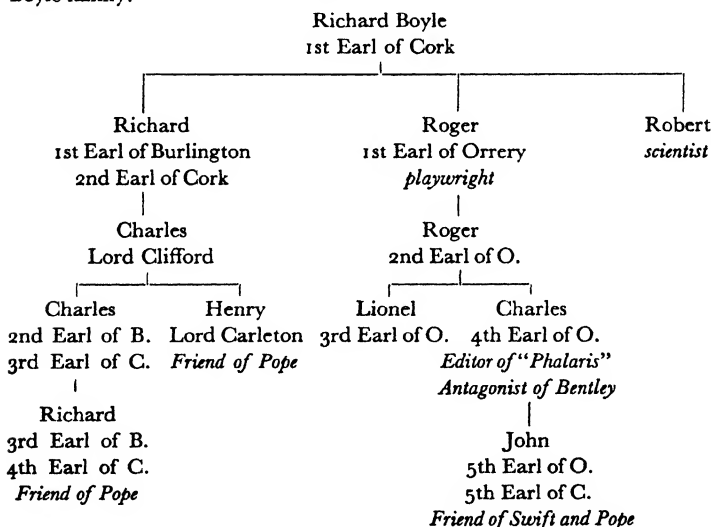 Richard Boyle
1st Earl of Cork
Richard Roger Robert
1st Earl of Burlington 1st Earl of Orrery scientist
2nd Earl of Cork playwright
Charles Roger
Lord Clifford 2nd Earl of O.
Charles Henry Lionel Charles
2nd Earl of B. Lord Carleton 3rd Earl of O. 4th Earl of O.
3rd Earl of C. Friend of Pope Editor of "Phalaris"
Antagonist of Bentley
Richard
3rd Earl of B. John
4th Earl of C. 5th Earl of O.
Friend of Pope 5th Earl of C.
Friend of Swift and Pope